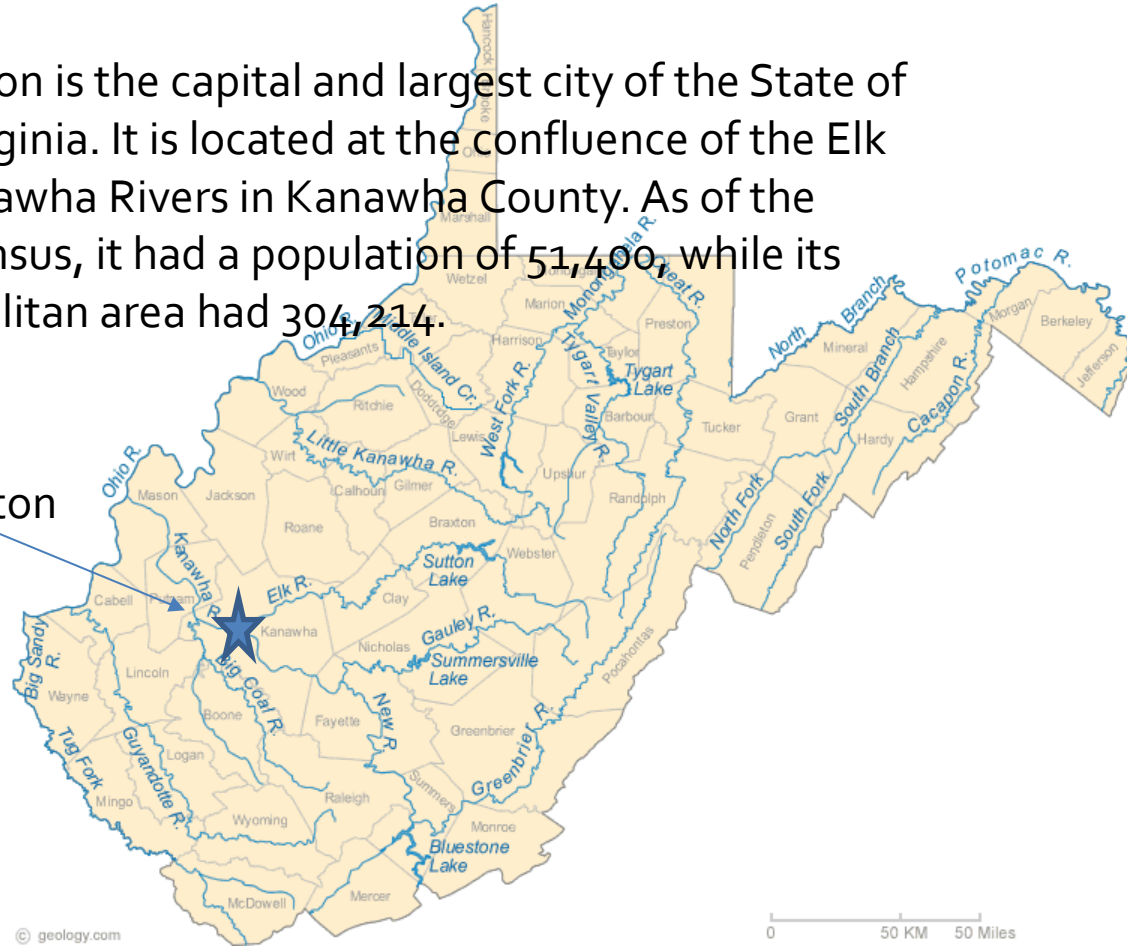 on is the capital and largest city of the State of
ginia. It is located at the confluence of the Elk
awha Rivers in Kanawha County. As of the
nsus, it had a population of 51,400, while its
litan area had 304,214.
ton
Hancock
Marshall
Wetzel
Monongahela R.
Cheat R.
Marion
Preston
Potomac R.
North Branch
Morgan
Berkeley
Jefferson
Mineral
Hampshire
South Branch
Cacapon R.
Ohio R.
Pleasants
Middle Island Cr.
Harrison
Taylor
Tygart
Lake
Tygart Valley R.
West Fork R.
Wood
Ritchie
Doddridge
Barbour
Tucker
Grant
Hardy
Lewis
Wirt
Little Kanawha R.
Upshur
Calhoun
Gilmer
Randolph
North Fork
South Fork
Pendleton
Ohio R.
Mason
Jackson
Roane
Braxton
Webster
Sutton
Lake
Kanawha R.
Elk R.
Clay
Cabell
Putnam
Kanawha
Nicholas
Gauley R.
Summersville
Lake
Pocahontas
Big Sandy
R.
Wayne
Lincoln
Big Coal R.
Boone
Fayette
New R.
Greenbrier
Greenbrier R.
Tug Fork
Guyandotte R.
Logan
Mingo
Raleigh
Summers
Wyoming
Monroe
Bluestone
Lake
McDowell
Mercer
© geology.com
0 50 KM 50 Miles